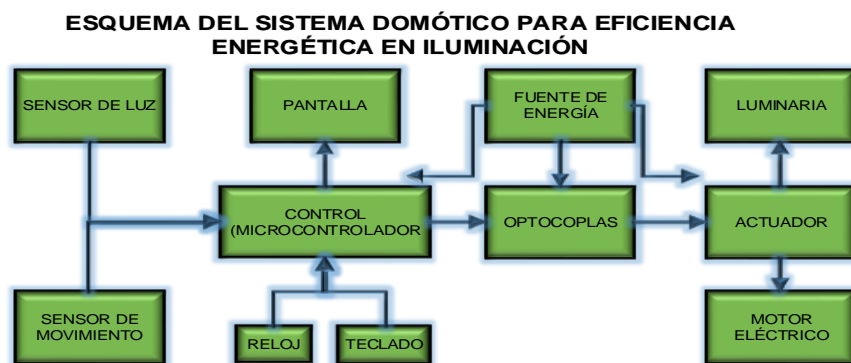 ESQUEMA DEL SISTEMA DOMÓTICO PARA EFICIENCIA
ENERGÉTICA EN ILUMINACIÓN
SENSOR DE LUZ
PANTALLA
FUENTE DE
ENERGÍA
LUMINARIA
CONTROL
(MICROCONTROLADOR
OPTOCOPLAS
ACTUADOR
SENSOR DE
MOVIMIENTO
RELOJ
TECLADO
MOTOR
ELÉCTRICO